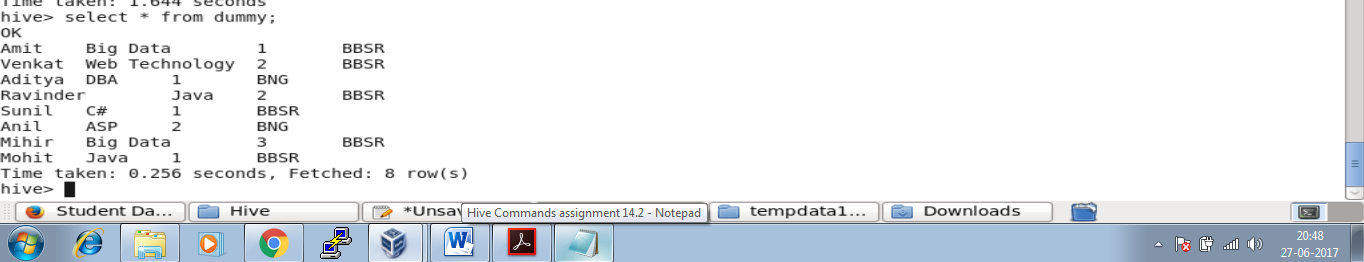 Time taken: 1.644 seconds
hive> select * from dummy;
OK
Amit Big Data 1 BBSR
Venkat Web Technology 2 BBSR
Aditya DBA 1 BNG
Ravinder Java 2 BBSR
Sunil C# 1 BBSR
Anil ASP 2 BNG
Mihir Big Data 3 BBSR
Mohit Java 1 BBSR
Time taken: 0.256 seconds, Fetched: 8 row(s)
hive>
Student Da... Hive *Unsav Hive Commands assignment 14.2 - Notepad tempdata1... Downloads
20:48
27-06-2017